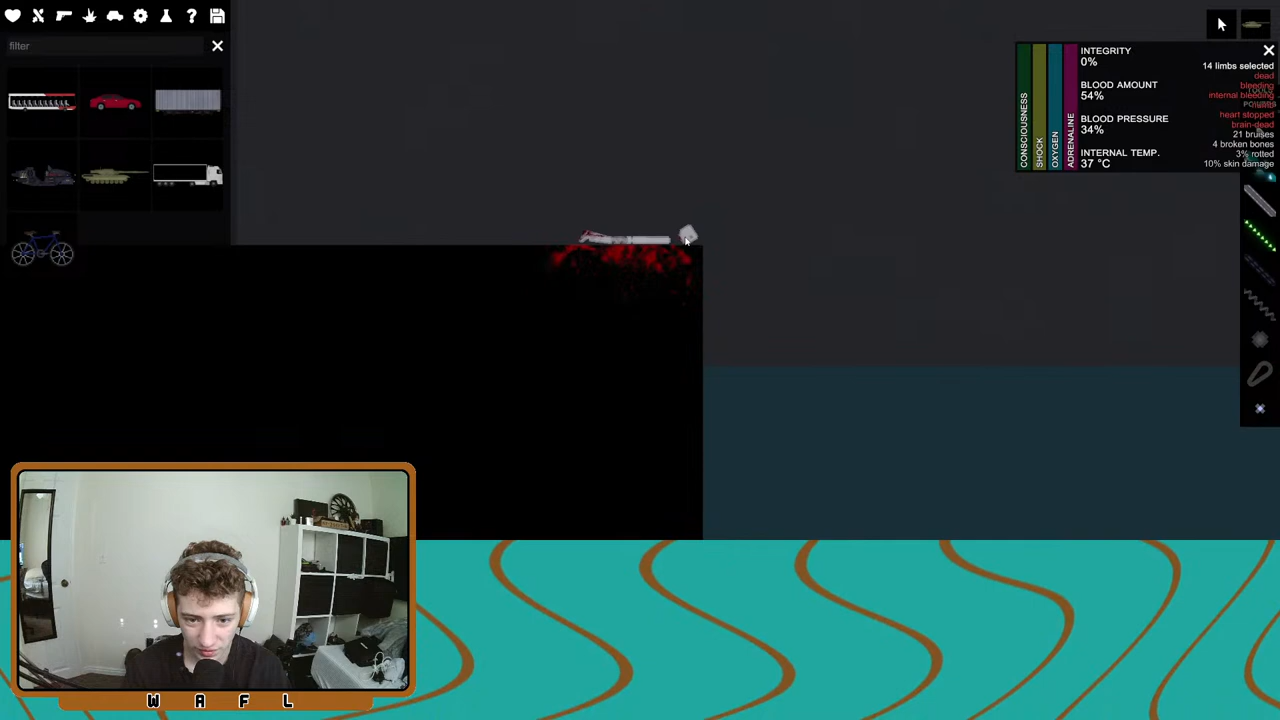 filter
INTEGRITY
0%
BLOOD AMOUNT
54%
BLOOD PRESSURE
34%
INTERNAL TEMP.
37 °C
CONSCIOUSNESS
SHOCK
OXYGEN
ADRENALINE
14 limbs selected
dead
bleeding
internal bleeding
heart stopped
brain-dead
21 bruises
4 broken bones
3% rotted
10% skin damage
W A F L